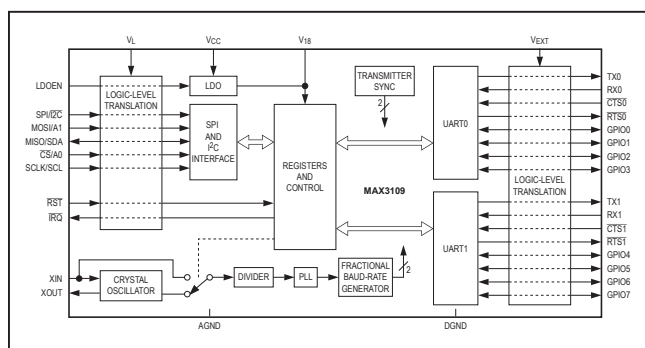 VL
VCC
V18
VEXT
LDOEN
LOGIC-LEVEL
TRANSLATION
LDO
TRANSMITTER
SYNC
2
SPI/I2C
MOSI/A1
MISO/SDA
CS/A0
SCLK/SCL
SPI
AND
I2C
INTERFACE
REGISTERS
AND
CONTROL
MAX3109
UART0
LOGIC-LEVEL
TRANSLATION
TX0
RX0
CTS0
RTS0
GPIO0
GPIO1
GPIO2
GPIO3
RST
IRQ
UART1
TX1
RX1
CTS1
RTS1
GPIO4
GPIO5
GPIO6
GPIO7
XIN
XOUT
CRYSTAL
OSCILLATOR
DIVIDER
PLL
FRACTIONAL
BAUD-RATE
GENERATOR
2
AGND
DGND